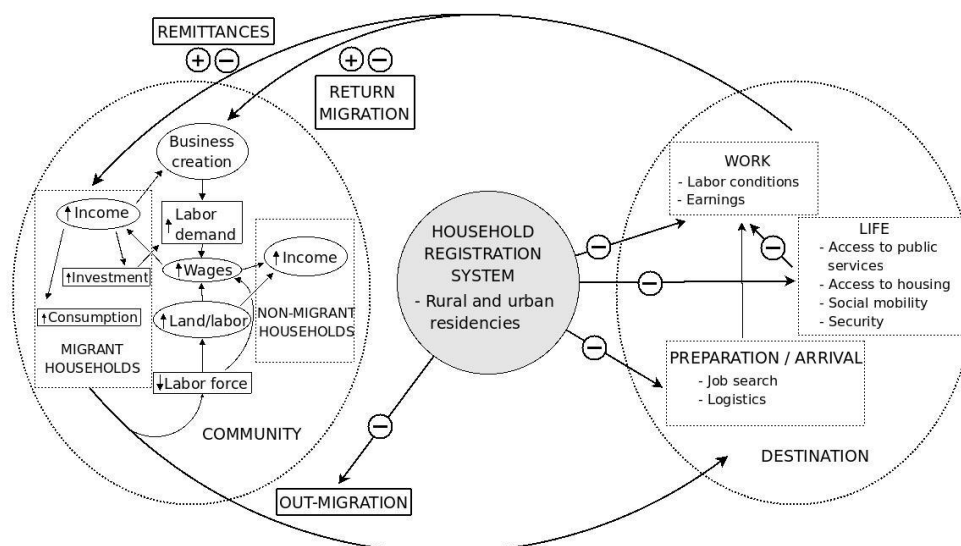 REMITTANCES
+ −
+ −
RETURN
MIGRATION
Business
creation
↑Income
↑Labor
demand
↑Investment
↑Wages
↑Income
↑Consumption
↑Land/labor
NON-MIGRANT
HOUSEHOLDS
MIGRANT
HOUSEHOLDS
↓Labor force
COMMUNITY
HOUSEHOLD
REGISTRATION
SYSTEM
- Rural and urban
residencies
−
−
−
−
−
OUT-MIGRATION
WORK
- Labor conditions
- Earnings
LIFE
- Access to public
services
- Access to housing
- Social mobility
- Security
PREPARATION / ARRIVAL
- Job search
- Logistics
DESTINATION